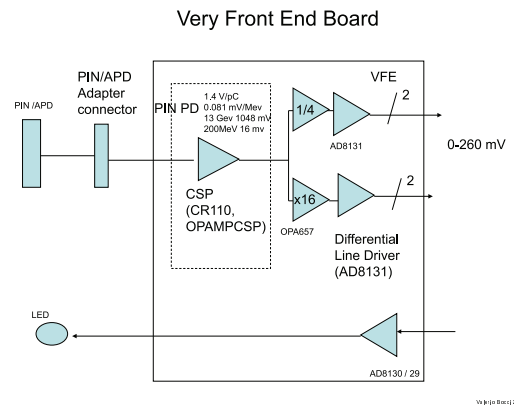 Very Front End Board
PIN/APD
Adapter
connector
PIN /APD
VFE
PIN PD
1,4 V/pC
0.081 mV/Mev
13 Gev 1048 mV
200MeV 16 mv
1/4
2
AD8131
0-260 mV
CSP
(CR110,
OPAMPCSP)
x16
2
OPA657
Differential
Line Driver
(AD8131)
LED
AD8130 / 29